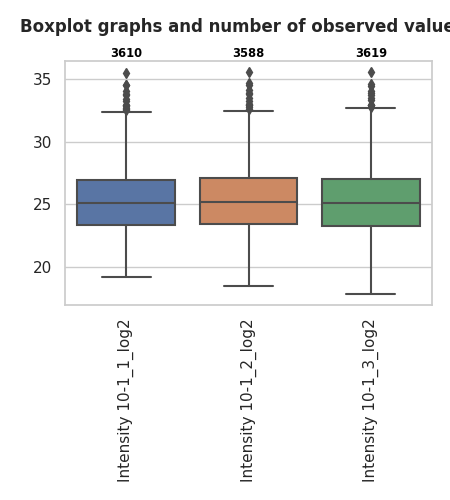 Boxplot graphs and number of observed value
3610 3588 3619
35
30
25
20
Intensity 10-1_1_log2
Intensity 10-1_2_log2
Intensity 10-1_3_log2